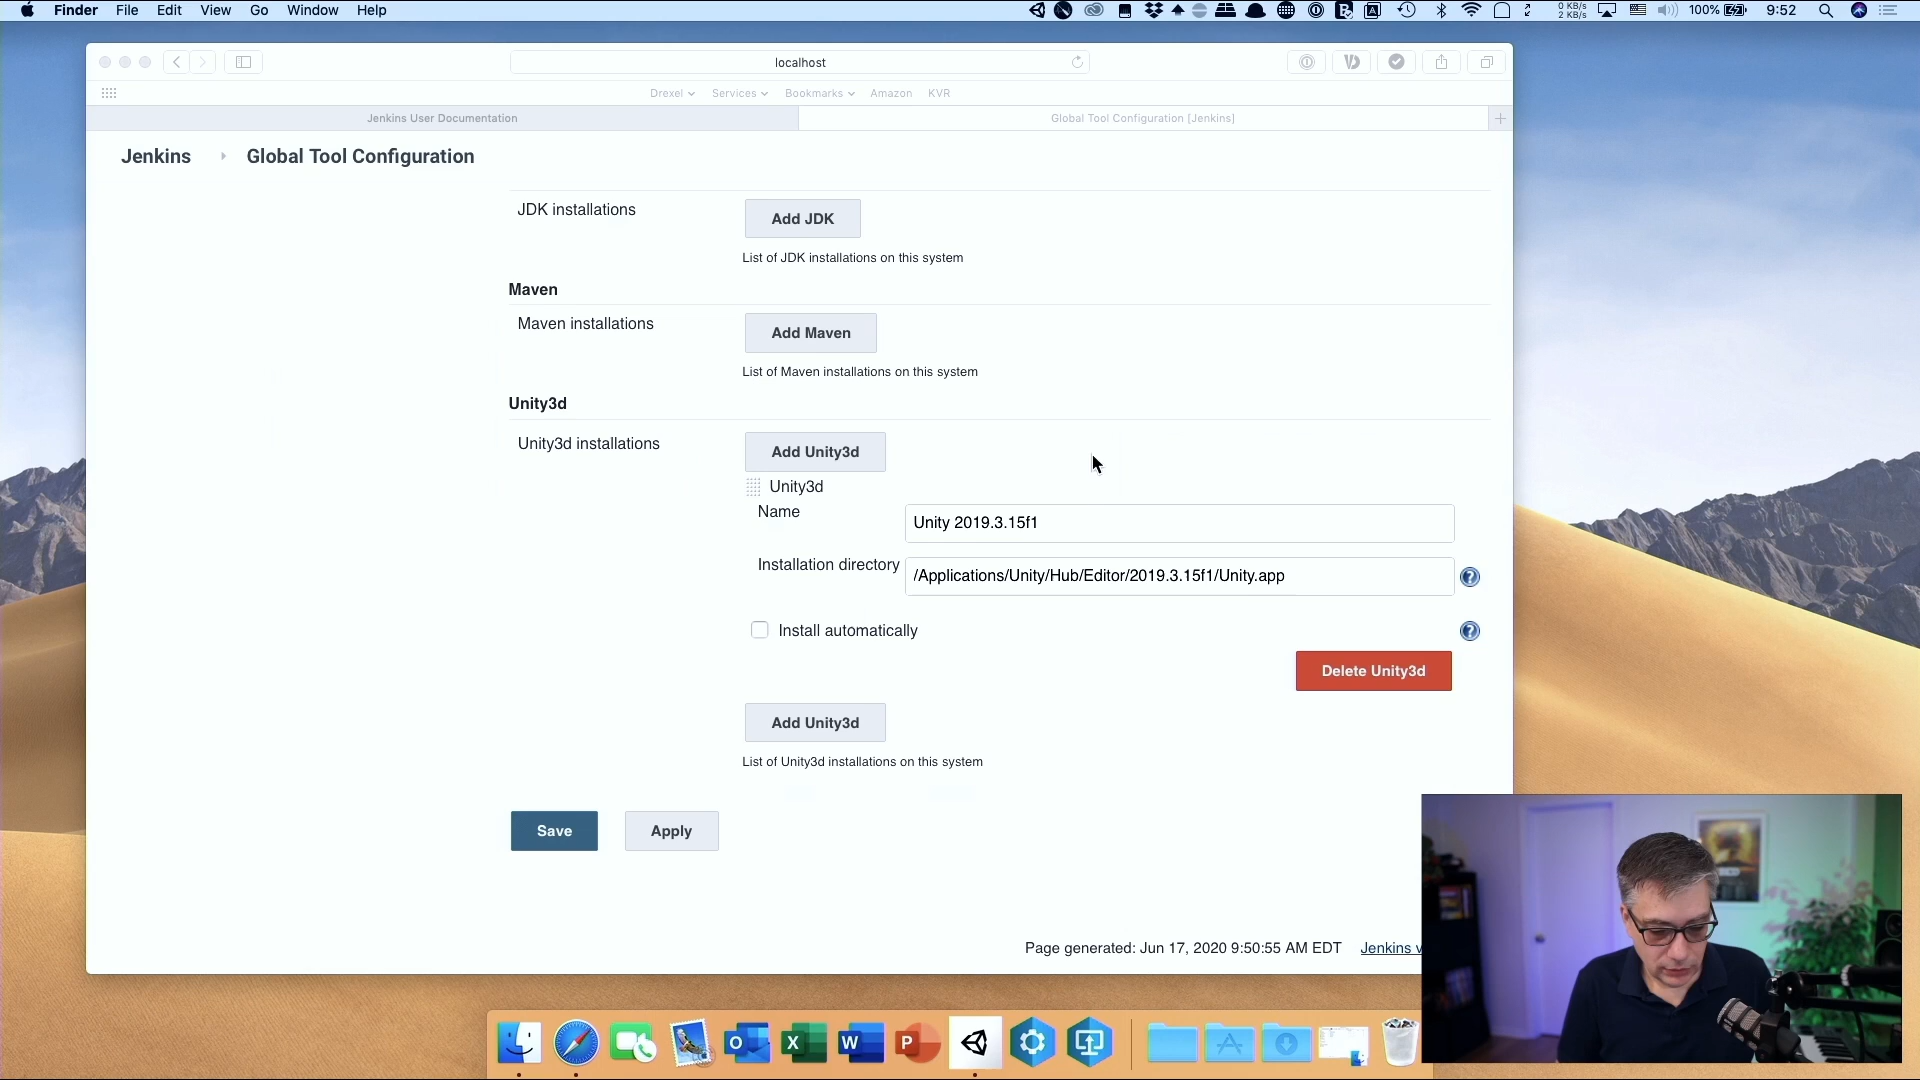 Finder File Edit View Go Window Help
0 KB/s
2 KB/s
100%
9:52
localhost
Drexel Services Bookmarks Amazon KVR
Jenkins User Documentation
Global Tool Configuration [Jenkins]
Jenkins Global Tool Configuration
JDK installations
Add JDK
List of JDK installations on this system
Maven
Maven installations
Add Maven
List of Maven installations on this system
Unity3d
Unity3d installations
Add Unity3d
Unity3d
Name
Unity 2019.3.15f1
Installation directory
/Applications/Unity/Hub/Editor/2019.3.15f1/Unity.app
?
Install automatically
?
Delete Unity3d
Add Unity3d
List of Unity3d installations on this system
Save
Apply
Page generated: Jun 17, 2020 9:50:55 AM EDT Jenkins v
O X W P